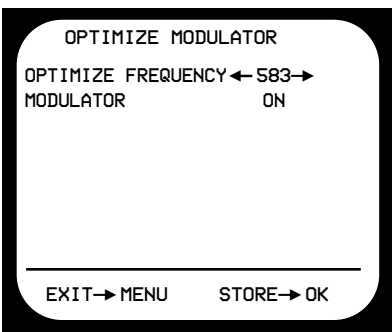 OPTIMIZE MODULATOR
OPTIMIZE FREQUENCY ← 583 →
MODULATOR ON
EXIT → MENU STORE → OK